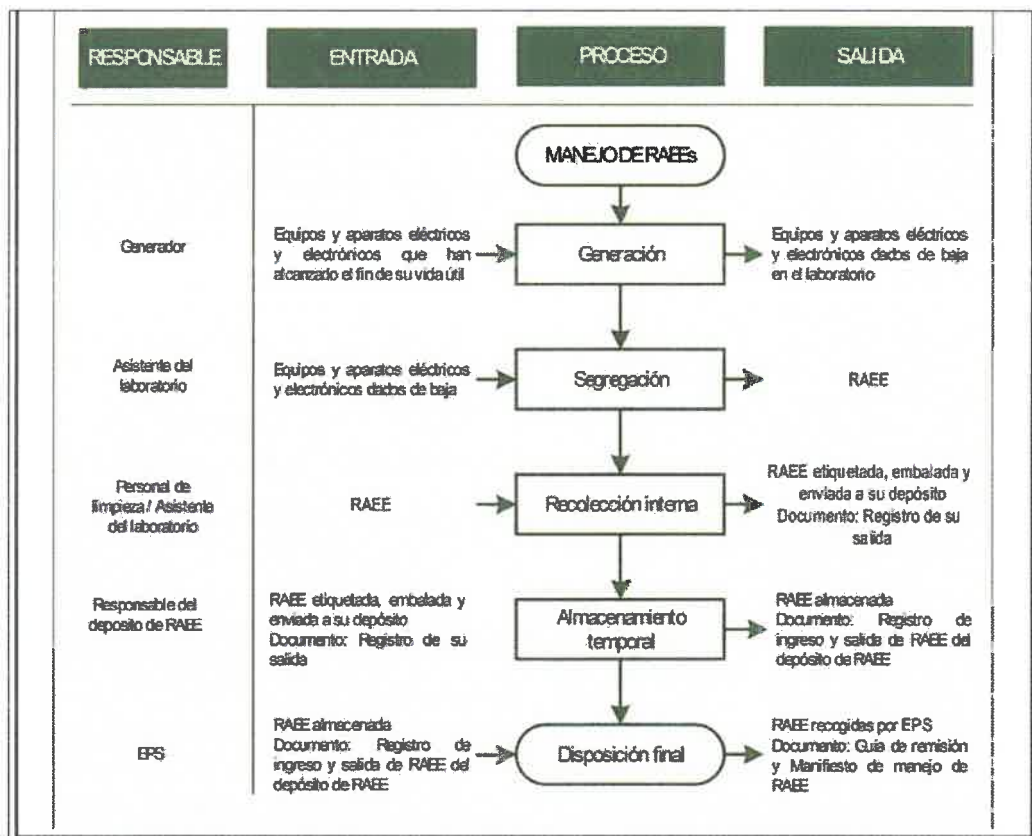 RESPONSABLE
ENTRADA
PROCESO
SALIDA
MANEJO DE RAEEs
Generador
Equipos y aparatos eléctricos
y electrónicos que han
alcanzado el fin de su vida útil
Generación
Equipos y aparatos eléctricos
y electrónicos dados de baja
en el laboratorio
Asistente del
laboratorio
Equipos y aparatos eléctricos
y electrónicos dados de baja
Segregación
RAEE
Personal de
limpieza / Asistente
del laboratorio
RAEE
Recolección interna
RAEE etiquetada, embalada y
enviada a su depósito
Documento: Registro de su
salida
Responsable del
deposito de RAEE
RAEE etiquetada, embalada y
enviada a su depósito
Documento: Registro de su
salida
Almacenamiento
temporal
RAEE almacenada
Documento: Registro de
ingreso y salida de RAEE del
depósito de RAEE
EPS
RAEE almacenada
Documento: Registro de
ingreso y salida de RAEE del
depósito de RAEE
Disposición final
RAEE recogidas por EPS
Documento: Guía de remisión
y Manifiesto de manejo de
RAEE